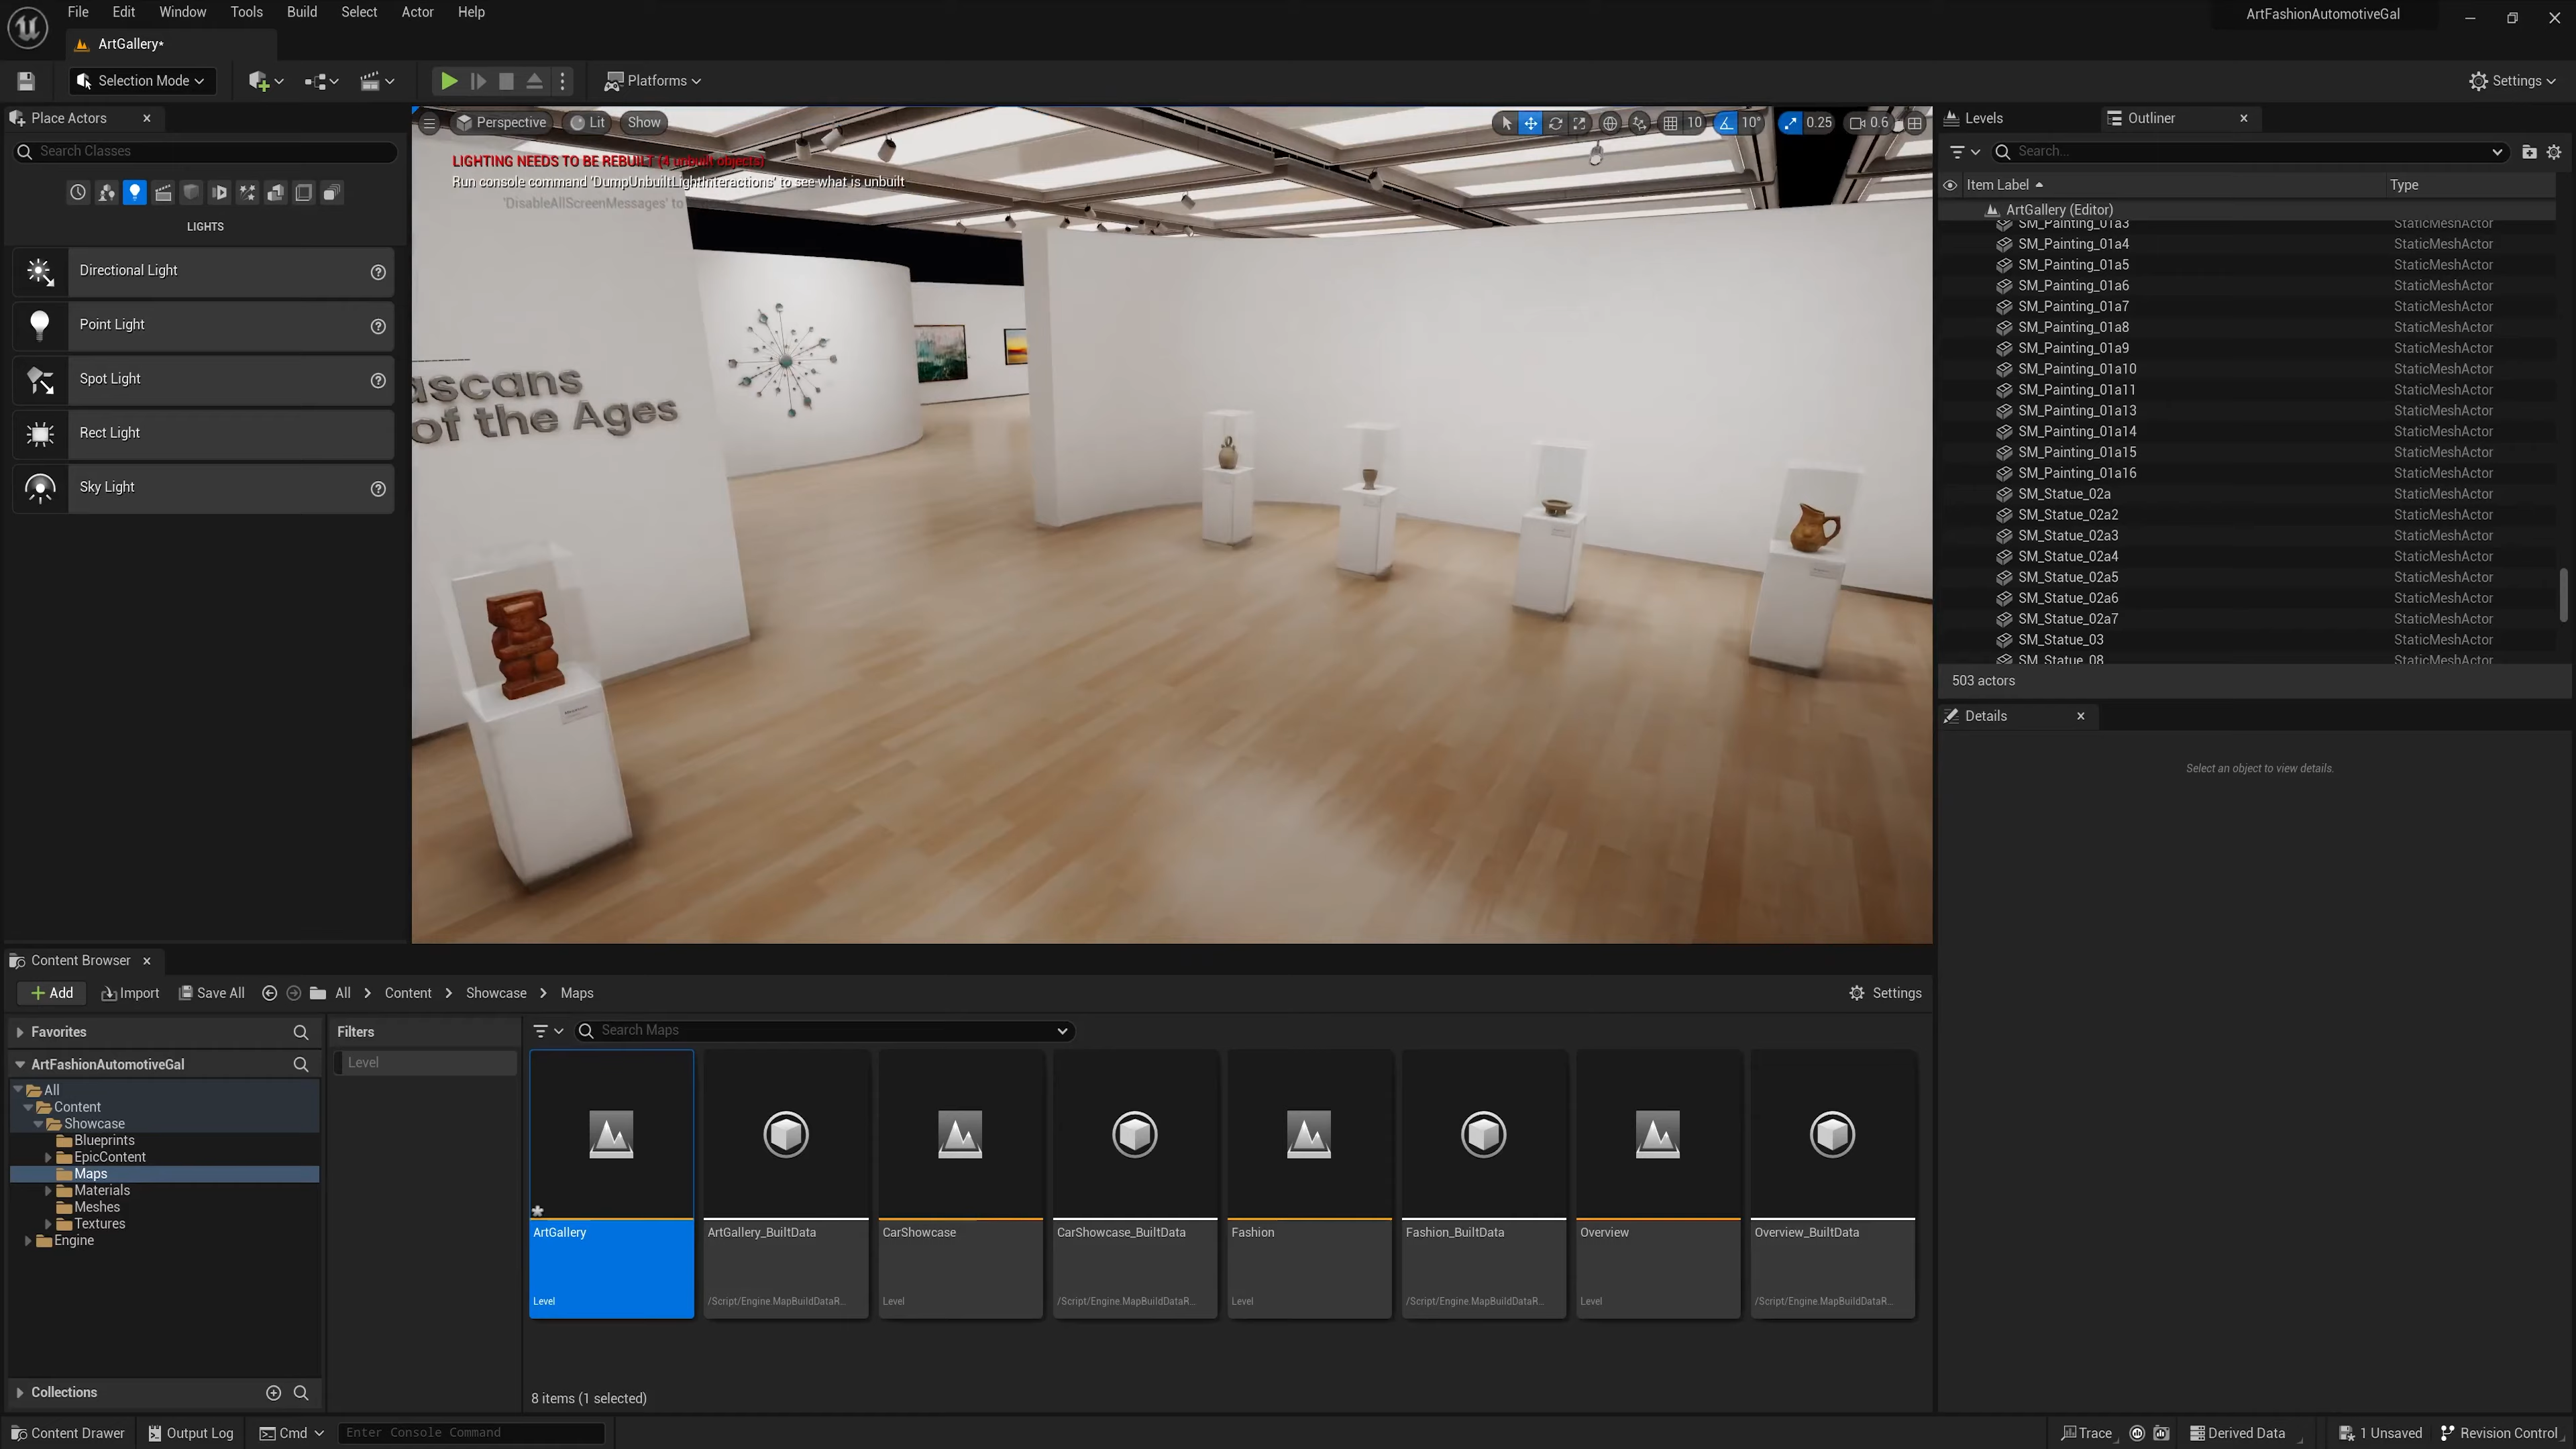 File Edit Window Tools Build Select Actor Help
ArtFashionAutomotiveGal
ArtGallery*
Selection Mode
Platforms
Settings
Place Actors
Search Classes
LIGHTS
Directional Light
Point Light
Spot Light
Rect Light
Sky Light
Perspective Lit Show
10 10° 0.25 0.6
LIGHTING NEEDS TO BE REBUILT (4 unbuilt objects)
Run console command 'DumpUnbuiltLightInteractions' to see what is unbuilt
'DisableAllScreenMessages' to
ascans
of the Ages
Levels Outliner
Search...
Item Label Type
ArtGallery (Editor)
SM_Painting_01a3 StaticMeshActor
SM_Painting_01a4 StaticMeshActor
SM_Painting_01a5 StaticMeshActor
SM_Painting_01a6 StaticMeshActor
SM_Painting_01a7 StaticMeshActor
SM_Painting_01a8 StaticMeshActor
SM_Painting_01a9 StaticMeshActor
SM_Painting_01a10 StaticMeshActor
SM_Painting_01a11 StaticMeshActor
SM_Painting_01a13 StaticMeshActor
SM_Painting_01a14 StaticMeshActor
SM_Painting_01a15 StaticMeshActor
SM_Painting_01a16 StaticMeshActor
SM_Statue_02a StaticMeshActor
SM_Statue_02a2 StaticMeshActor
SM_Statue_02a3 StaticMeshActor
SM_Statue_02a4 StaticMeshActor
SM_Statue_02a5 StaticMeshActor
SM_Statue_02a6 StaticMeshActor
SM_Statue_02a7 StaticMeshActor
SM_Statue_03 StaticMeshActor
SM_Statue_08 StaticMeshActor
503 actors
Details
Select an object to view details.
Content Browser
Add Import Save All All Content Showcase Maps
Settings
Favorites
ArtFashionAutomotiveGal
All
Content
Showcase
Blueprints
EpicContent
Maps
Materials
Meshes
Textures
Engine
Collections
Filters
Level
Search Maps
ArtGallery ArtGallery_BuiltData CarShowcase CarShowcase_BuiltData Fashion Fashion_BuiltData Overview Overview_BuiltData
Level /Script/Engine.MapBuildDataR... Level /Script/Engine.MapBuildDataR... Level /Script/Engine.MapBuildDataR... Level /Script/Engine.MapBuildDataR...
8 items (1 selected)
Content Drawer Output Log Cmd Enter Console Command
Trace Derived Data 1 Unsaved Revision Control